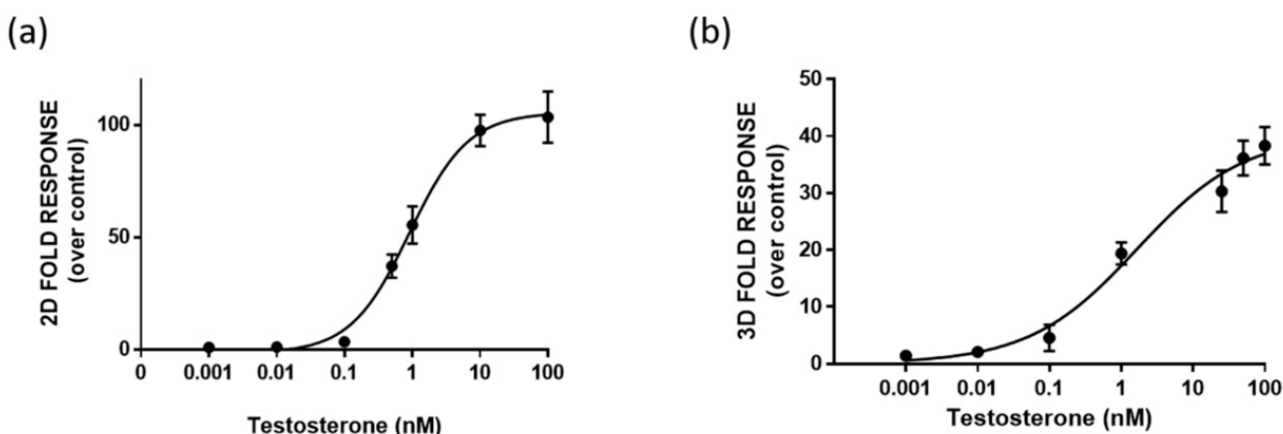 (a)
2D FOLD RESPONSE
(over control)
100
50
0
0 0.001 0.01 0.1 1 10 100
Testosterone (nM)
(b)
3D FOLD RESPONSE
(over control)
50
40
30
20
10
0
0.001 0.01 0.1 1 10 100
Testosterone (nM)